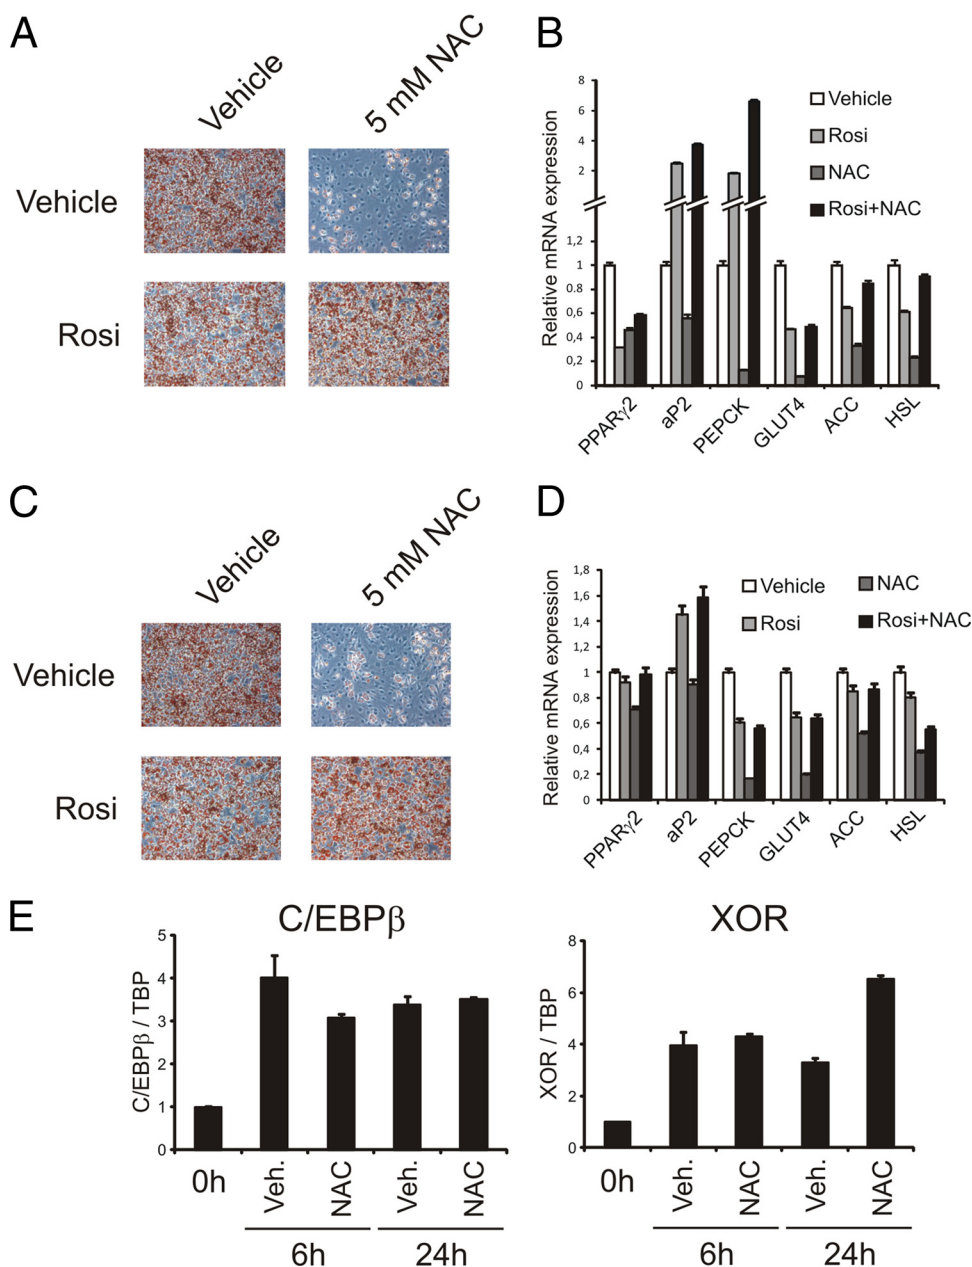 A
Vehicle
5 mM NAC
Vehicle
Rosi
B
Relative mRNA expression
8
6
4
2
1,2
1
0,8
0,6
0,4
0,2
0
Vehicle
Rosi
NAC
Rosi+NAC
PPARγ2
aP2
PEPCK
GLUT4
ACC
HSL
C
Vehicle
5 mM NAC
Vehicle
Rosi
D
Relative mRNA expression
1,8
1,6
1,4
1,2
1
0,8
0,6
0,4
0,2
0
Vehicle
NAC
Rosi
Rosi+NAC
PPARγ2
aP2
PEPCK
GLUT4
ACC
HSL
E
C/EBPβ
C/EBPβ / TBP
5
4
3
2
1
0
0h
Veh.
NAC
Veh.
NAC
6h
24h
XOR
XOR / TBP
8
6
4
2
0
0h
Veh.
NAC
Veh.
NAC
6h
24h